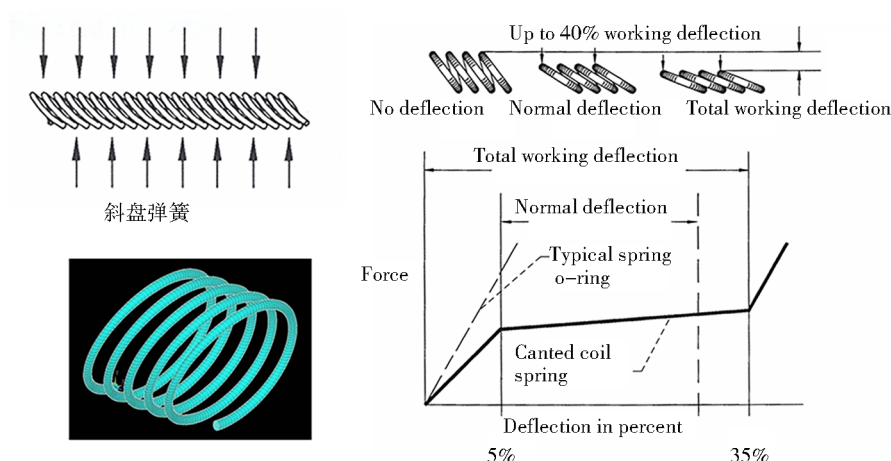 斜盘弹簧
Up to 40% working deflection
No deflection
Normal deflection
Total working deflection
Total working deflection
Normal deflection
Typical spring
o-ring
Force
Canted coil
spring
Deflection in percent
5%
35%